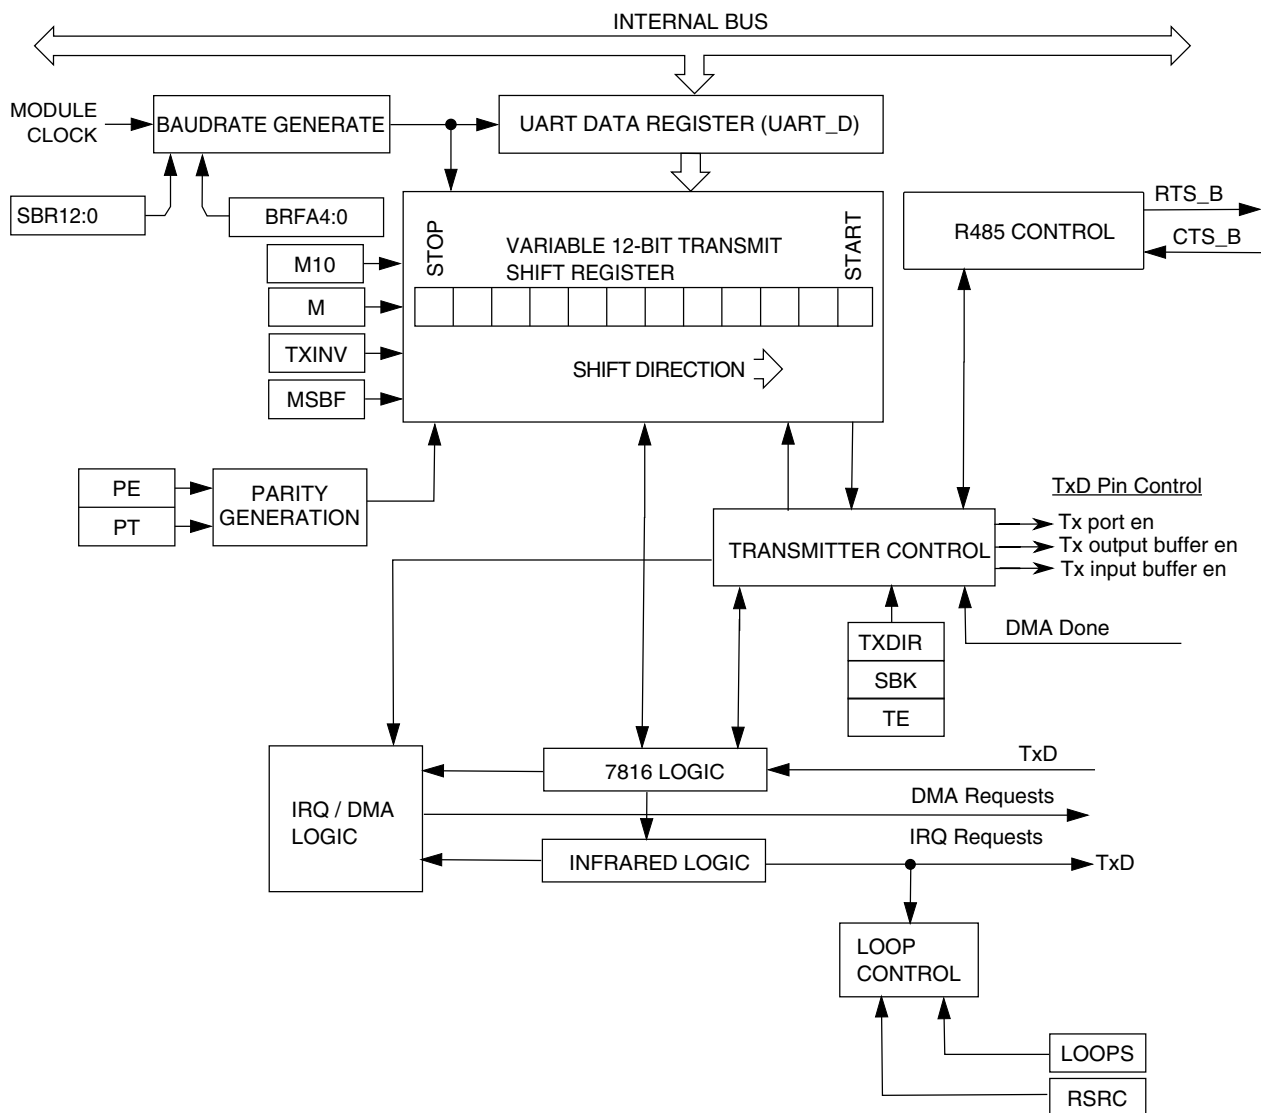 INTERNAL BUS
MODULE
CLOCK
BAUDRATE GENERATE
UART DATA REGISTER (UART_D)
SBR12:0
BRFA4:0
RTS_B
R485 CONTROL
CTS_B
STOP
VARIABLE 12-BIT TRANSMIT
SHIFT REGISTER
START
M10
M
TXINV
SHIFT DIRECTION
MSBF
PE
PT
PARITY
GENERATION
TxD Pin Control
Tx port en
TRANSMITTER CONTROL
Tx output buffer en
Tx input buffer en
DMA Done
TXDIR
SBK
TE
TxD
7816 LOGIC
DMA Requests
IRQ / DMA
LOGIC
IRQ Requests
INFRARED LOGIC
TxD
LOOP
CONTROL
LOOPS
RSRC